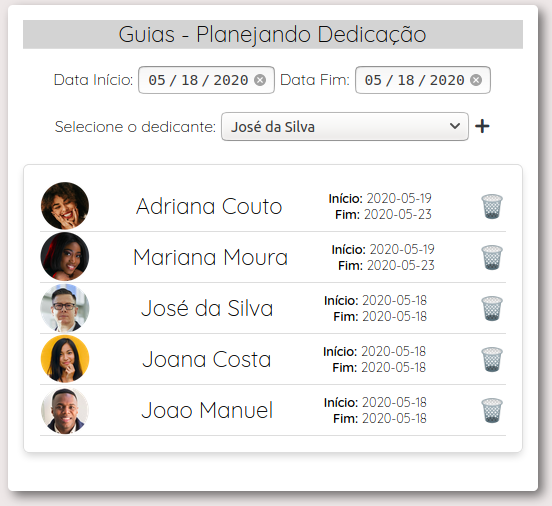 Guias - Planejando Dedicação
Data Início: 05/18/2020 Data Fim: 05/18/2020
Selecione o dedicante: José da Silva
Adriana Couto
Início: 2020-05-19
Fim: 2020-05-23
Mariana Moura
Início: 2020-05-19
Fim: 2020-05-23
José da Silva
Início: 2020-05-18
Fim: 2020-05-18
Joana Costa
Início: 2020-05-18
Fim: 2020-05-18
Joao Manuel
Início: 2020-05-18
Fim: 2020-05-18